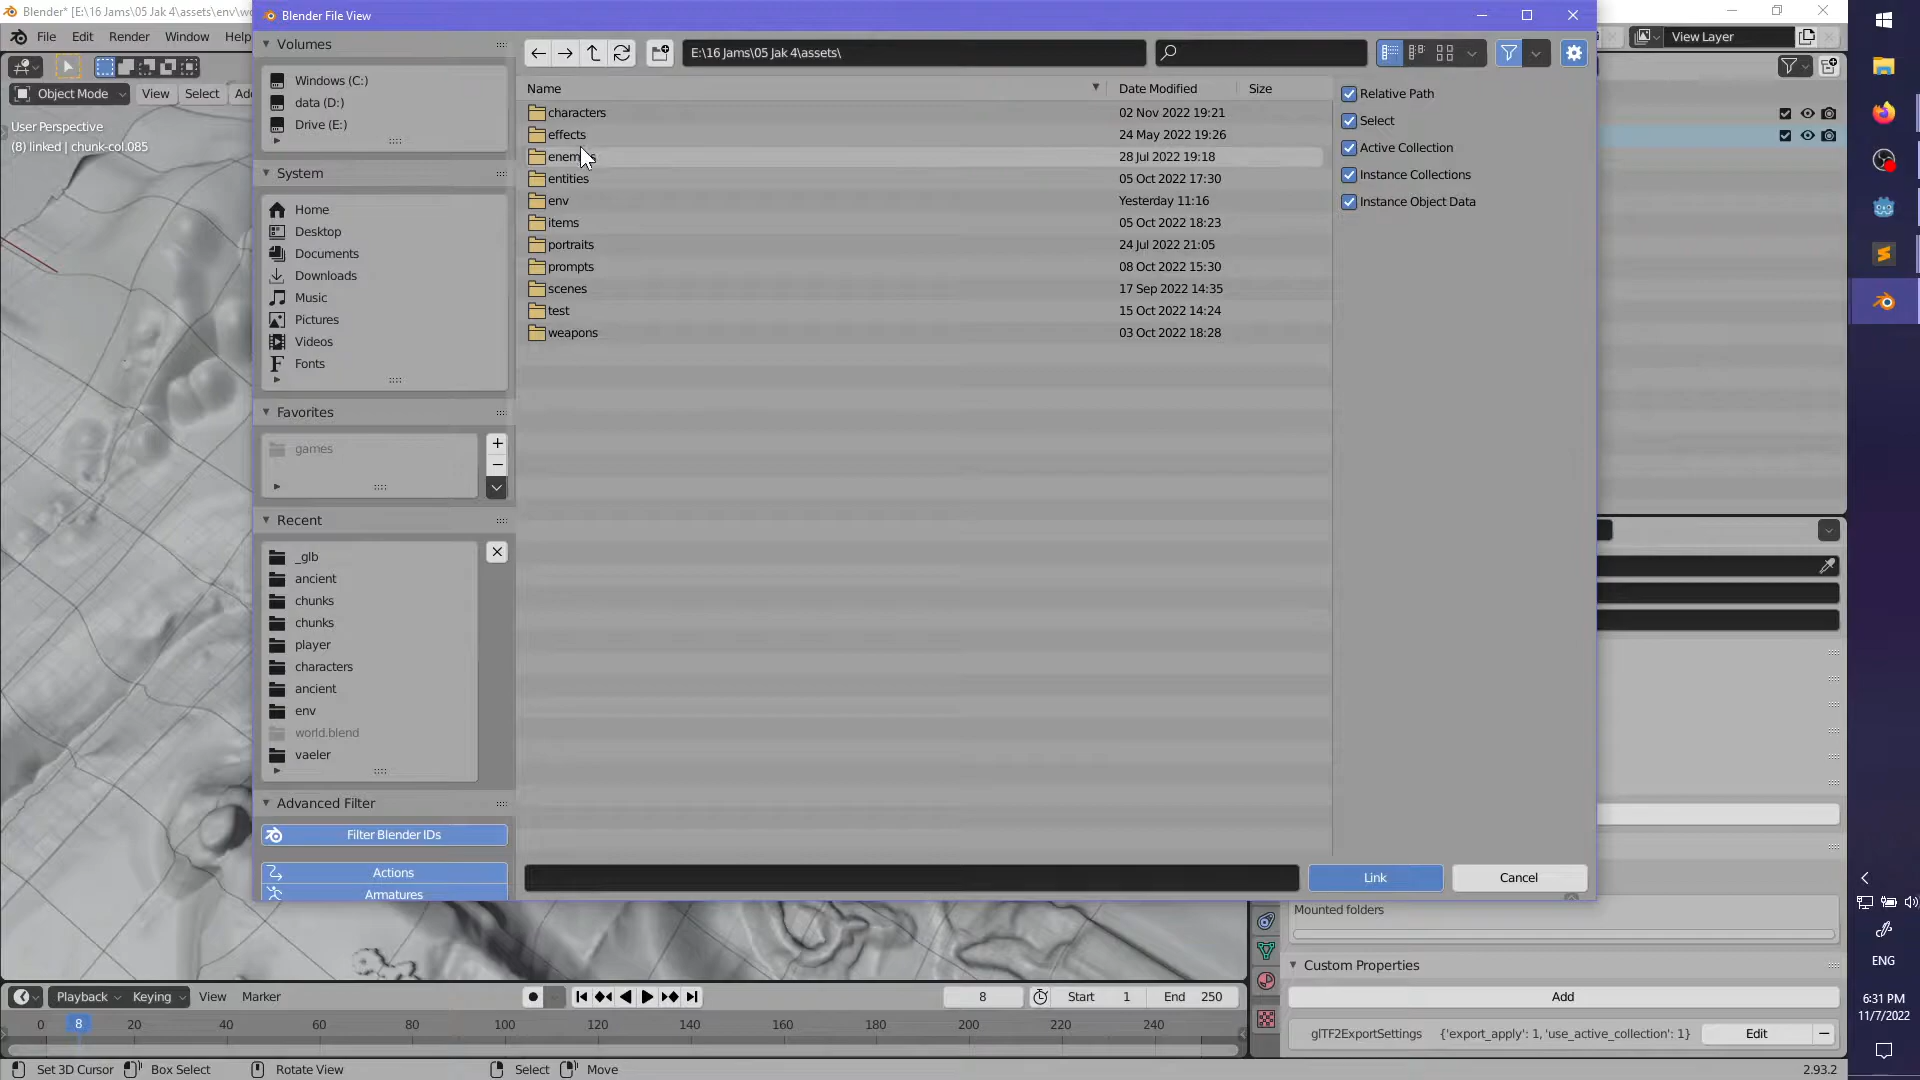 Blender* [E:\16 Jams\05 Jak 4\assets\env\wo
Blender File View
File Edit Render Window Help
View Layer
Object Mode View Select
User Perspective
(8) linked | chunk-col.085
Volumes
Windows (C:)
data (D:)
Drive (E:)
System
Home
Desktop
Documents
Downloads
Music
Pictures
Videos
Fonts
Favorites
games
Recent
_glb
ancient
chunks
chunks
player
characters
ancient
env
world.blend
vaeler
Advanced Filter
Filter Blender IDs
Actions
Armatures
E:\16 Jams\05 Jak 4\assets\
Name Date Modified Size
characters 02 Nov 2022 19:21
effects 24 May 2022 19:26
28 Jul 2022 19:18
entities 05 Oct 2022 17:30
env Yesterday 11:16
items 05 Oct 2022 18:23
portraits 24 Jul 2022 21:05
prompts 08 Oct 2022 15:30
scenes 17 Sep 2022 14:35
test 15 Oct 2022 14:24
weapons 03 Oct 2022 18:28
Relative Path
Select
Active Collection
Instance Collections
Instance Object Data
Link Cancel
Mounted folders
Custom Properties
Add
glTF2ExportSettings {'export_apply': 1, 'use_active_collection': 1} Edit
Playback Keying View Marker
8 Start 1 End 250
0 8 20 40 60 80 100 120 140 160 180 200 220 240
Set 3D Cursor Box Select Rotate View Select Move
2.93.2
ENG
6:31 PM
11/7/2022